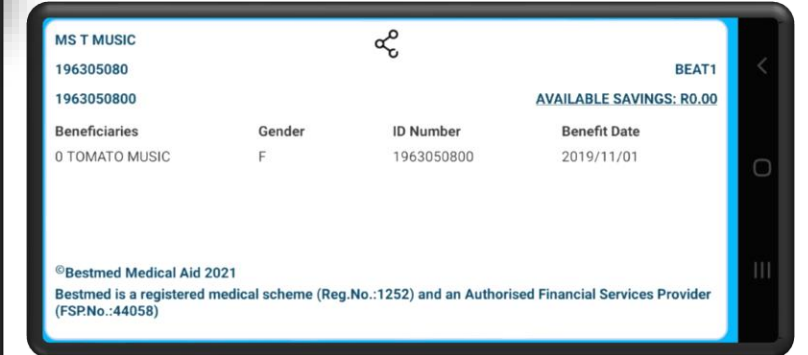 MS T MUSIC
196305080
BEAT1
1963050800
AVAILABLE SAVINGS: R0.00
Beneficiaries Gender ID Number Benefit Date
0 TOMATO MUSIC F 1963050800 2019/11/01
©Bestmed Medical Aid 2021
Bestmed is a registered medical scheme (Reg.No.:1252) and an Authorised Financial Services Provider
(FSP.No.:44058)